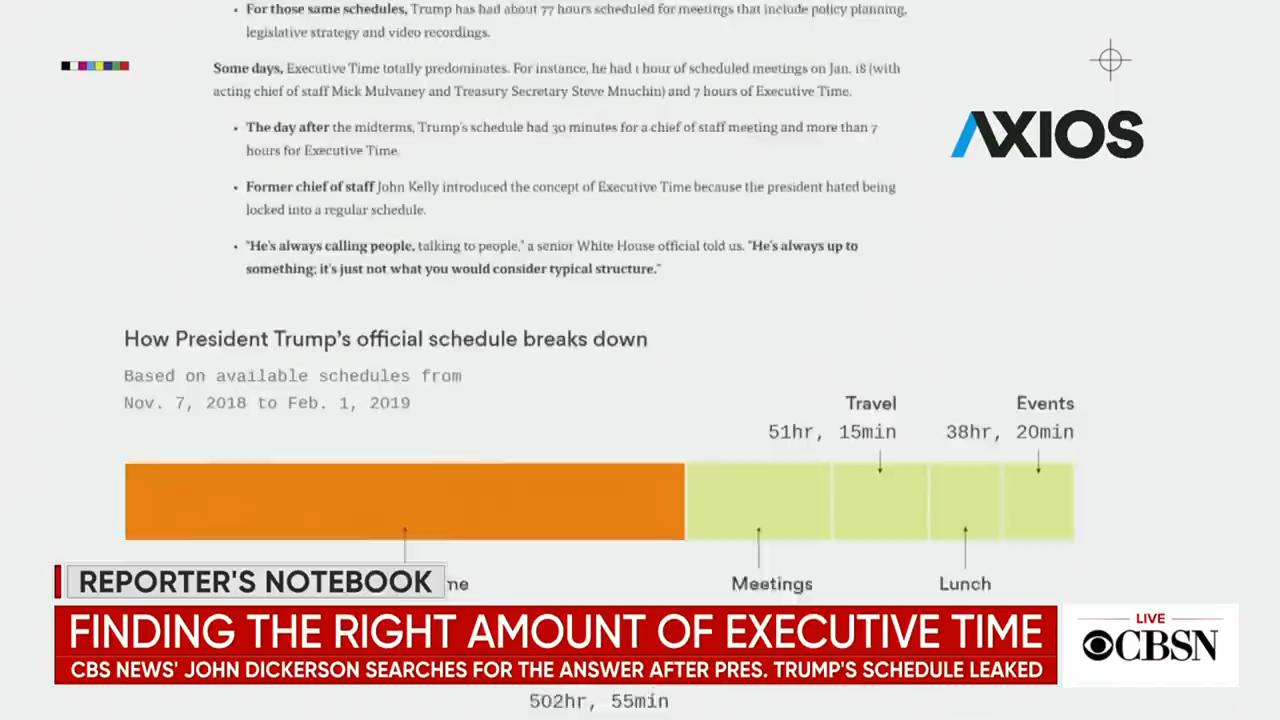 • For those same schedules, Trump has had about 77 hours scheduled for meetings that include policy planning,
legislative strategy and video recordings.
Some days, Executive Time totally predominates. For instance, he had 1 hour of scheduled meetings on Jan. 18 (with
acting chief of staff Mick Mulvaney and Treasury Secretary Steve Mnuchin) and 7 hours of Executive Time.
AXIOS
• The day after the midterms, Trump's schedule had 30 minutes for a chief of staff meeting and more than 7
hours for Executive Time.
• Former chief of staff John Kelly introduced the concept of Executive Time because the president hated being
locked into a regular schedule.
• "He's always calling people, talking to people," a senior White House official told us. "He's always up to
something; it's just not what you would consider typical structure."
How President Trump's official schedule breaks down
Based on available schedules from
Nov. 7, 2018 to Feb. 1, 2019
Travel
51hr, 15min
Events
38hr, 20min
Meetings
Lunch
REPORTER'S NOTEBOOK
FINDING THE RIGHT AMOUNT OF EXECUTIVE TIME
CBS NEWS' JOHN DICKERSON SEARCHES FOR THE ANSWER AFTER PRES. TRUMP'S SCHEDULE LEAKED
LIVE
CBSN
502hr, 55min